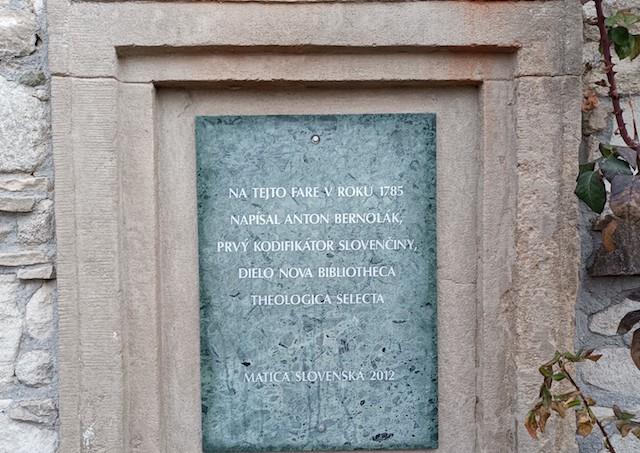 NA TEJTO FARE V ROKU 1785
NAPÍSAL ANTON BERNOLÁK,
PRVÝ KODIFIKÁTOR SLOVENČINY,
DIELO NOVA BIBLIOTHECA
THEOLOGICA SELECTA
MATICA SLOVENSKÁ 2012